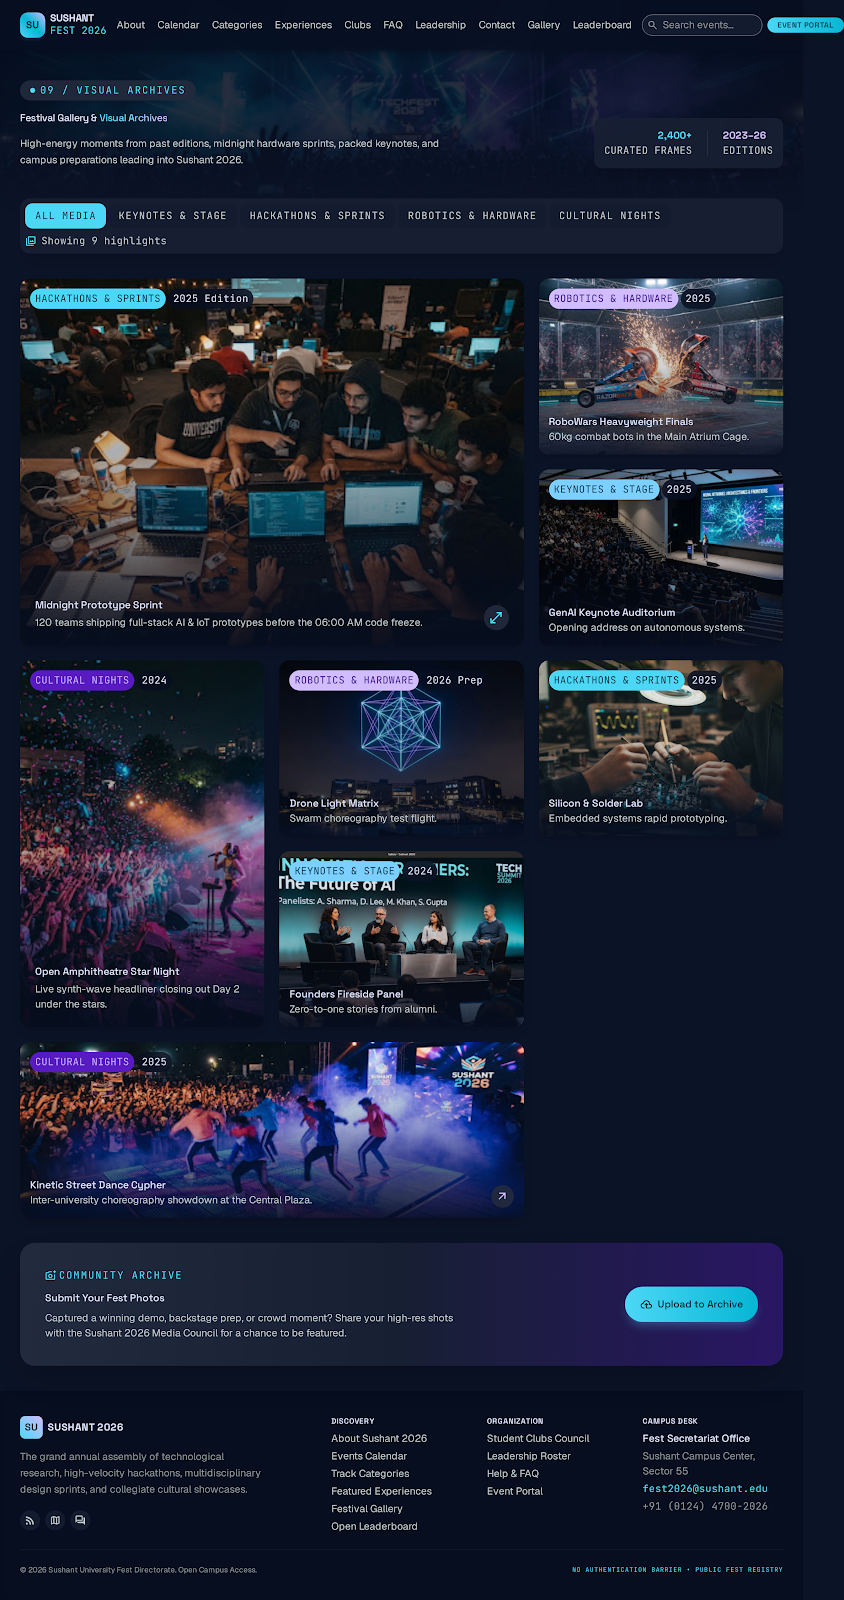 SU
SUSHANT
FEST 2026
About
Calendar
Categories
Experiences
Clubs
FAQ
Leadership
Contact
Gallery
Leaderboard
Search events...
EVENT PORTAL
TECHFEST
2025
09 / VISUAL ARCHIVES
Festival Gallery & Visual Archives
High-energy moments from past editions, midnight hardware sprints, packed keynotes, and
campus preparations leading into Sushant 2026.
2,400+
CURATED FRAMES
2023–26
EDITIONS
ALL MEDIA
KEYNOTES & STAGE
HACKATHONS & SPRINTS
ROBOTICS & HARDWARE
CULTURAL NIGHTS
Showing 9 highlights
HACKATHONS & SPRINTS
2025 Edition
UNIVERSITY
Midnight Prototype Sprint
120 teams shipping full-stack AI & IoT prototypes before the 06:00 AM code freeze.
ROBOTICS & HARDWARE
2025
RAZOR
RoboWars Heavyweight Finals
60kg combat bots in the Main Atrium Cage.
KEYNOTES & STAGE
2025
GenAI Keynote Auditorium
Opening address on autonomous systems.
CULTURAL NIGHTS
2024
Open Amphitheatre Star Night
Live synth-wave headliner closing out Day 2
under the stars.
ROBOTICS & HARDWARE
2026 Prep
Drone Light Matrix
Swarm choreography test flight.
HACKATHONS & SPRINTS
2025
Silicon & Solder Lab
Embedded systems rapid prototyping.
KEYNOTES & STAGE
2024
The Future of AI
Panelists: A. Sharma, D. Lee, M. Khan, S. Gupta
TECH
SUMMIT
2026
Founders Fireside Panel
Zero-to-one stories from alumni.
CULTURAL NIGHTS
2025
SUSHANT
SUSHANT
2026
Kinetic Street Dance Cypher
Inter-university choreography showdown at the Central Plaza.
COMMUNITY ARCHIVE
Submit Your Fest Photos
Captured a winning demo, backstage prep, or crowd moment? Share your high-res shots
with the Sushant 2026 Media Council for a chance to be featured.
Upload to Archive
SU
SUSHANT 2026
The grand annual assembly of technological
research, high-velocity hackathons, multidisciplinary
design sprints, and collegiate cultural showcases.
DISCOVERY
About Sushant 2026
Events Calendar
Track Categories
Featured Experiences
Festival Gallery
Open Leaderboard
ORGANIZATION
Student Clubs Council
Leadership Roster
Help & FAQ
Event Portal
CAMPUS DESK
Fest Secretariat Office
Sushant Campus Center,
Sector 55
fest2026@sushant.edu
+91 (0124) 4700-2026
© 2026 Sushant University Fest Directorate. Open Campus Access.
NO AUTHENTICATION BARRIER • PUBLIC FEST REGISTRY